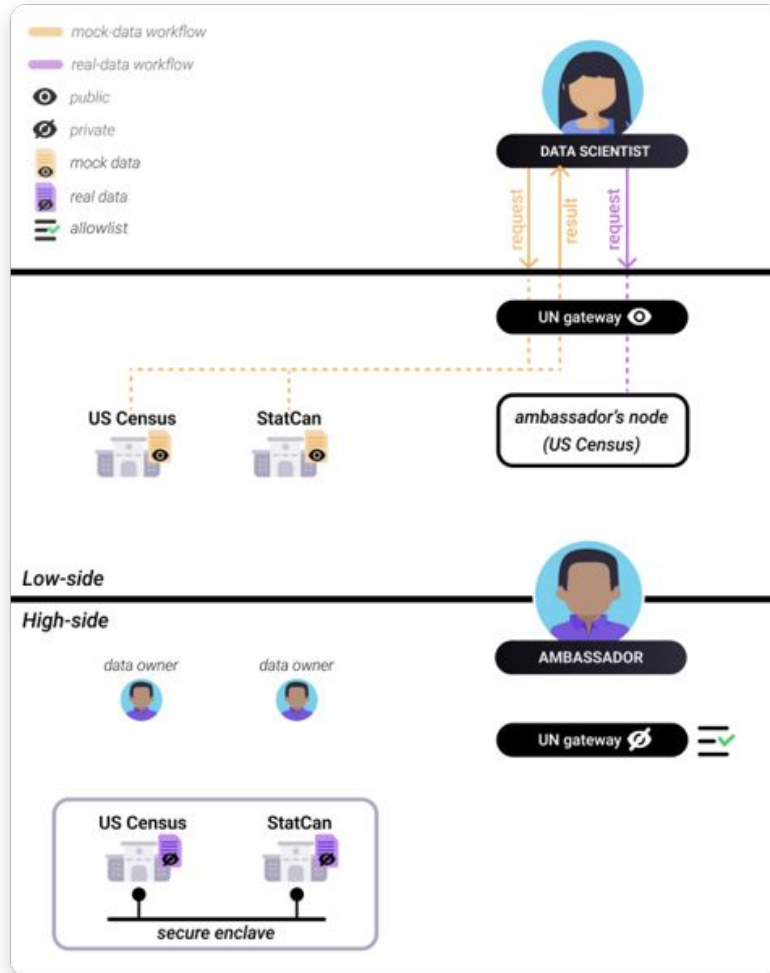 mock-data workflow
real-data workflow
public
private
mock data
real data
allowlist
DATA SCIENTIST
request
result
request
UN gateway
US Census
StatCan
ambassador's node
(US Census)
Low-side
High-side
data owner
data owner
AMBASSADOR
UN gateway
US Census
StatCan
secure enclave